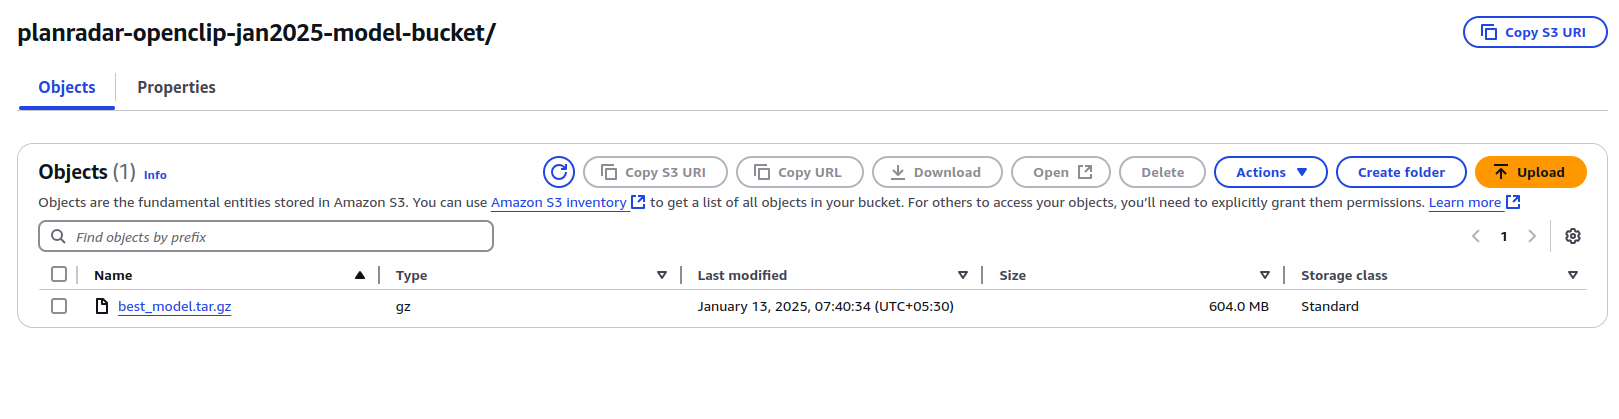 planradar-openclip-jan2025-model-bucket/
Copy S3 URI
Objects
Properties
Objects (1) Info
Copy S3 URI
Copy URL
Download
Open
Delete
Actions
Create folder
Upload
Objects are the fundamental entities stored in Amazon S3. You can use Amazon S3 inventory to get a list of all objects in your bucket. For others to access your objects, you’ll need to explicitly grant them permissions. Learn more
Find objects by prefix
1
Name Type Last modified Size Storage class
best_model.tar.gz gz January 13, 2025, 07:40:34 (UTC+05:30) 604.0 MB Standard